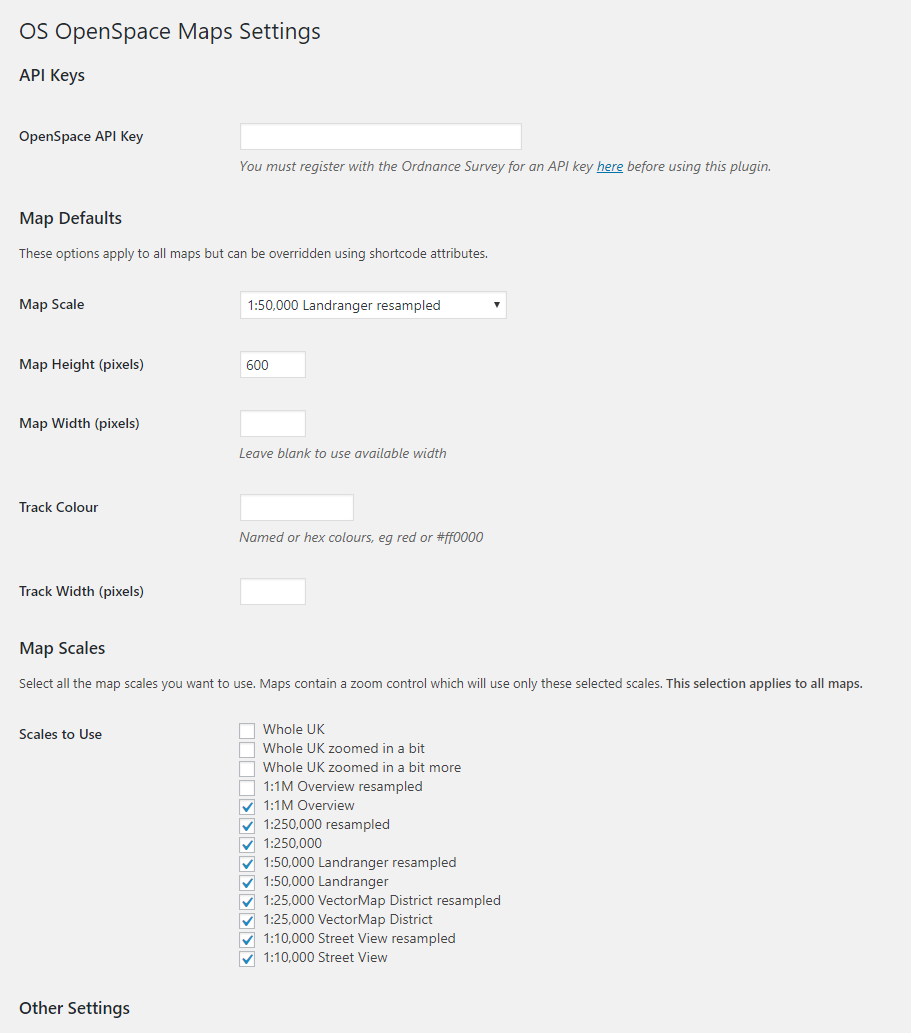 OS OpenSpace Maps Settings
API Keys
OpenSpace API Key
You must register with the Ordnance Survey for an API key here before using this plugin.
Map Defaults
These options apply to all maps but can be overridden using shortcode attributes.
Map Scale
1:50,000 Landranger resampled
Map Height (pixels)
600
Map Width (pixels)
Leave blank to use available width
Track Colour
Named or hex colours, eg red or #ff0000
Track Width (pixels)
Map Scales
Select all the map scales you want to use. Maps contain a zoom control which will use only these selected scales. This selection applies to all maps.
Scales to Use
Whole UK
Whole UK zoomed in a bit
Whole UK zoomed in a bit more
1:1M Overview resampled
1:1M Overview
1:250,000 resampled
1:250,000
1:50,000 Landranger resampled
1:50,000 Landranger
1:25,000 VectorMap District resampled
1:25,000 VectorMap District
1:10,000 Street View resampled
1:10,000 Street View
Other Settings